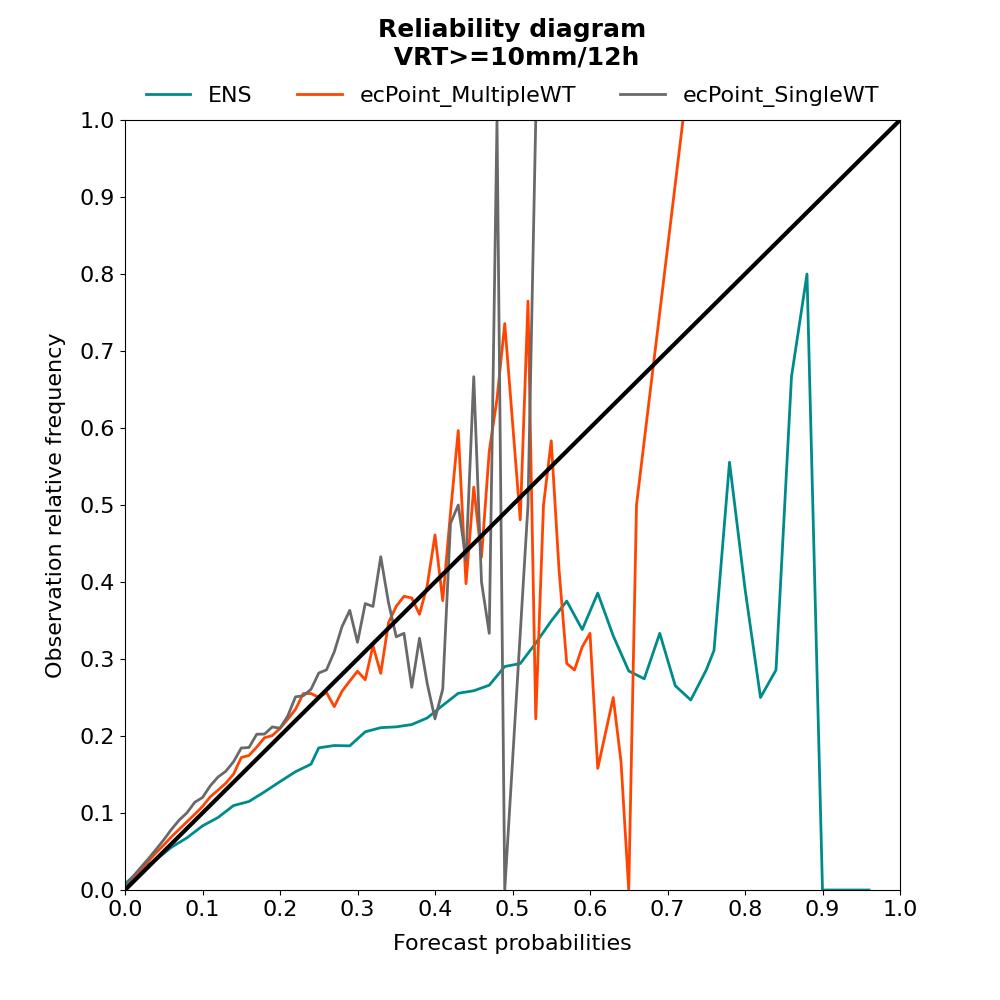 Reliability diagram
VRT>=10mm/12h
ENS ecPoint_MultipleWT ecPoint_SingleWT
1.0
0.9
0.8
0.7
0.6
0.5
0.4
0.3
0.2
0.1
0.0
Observation relative frequency
0.0 0.1 0.2 0.3 0.4 0.5 0.6 0.7 0.8 0.9 1.0
Forecast probabilities